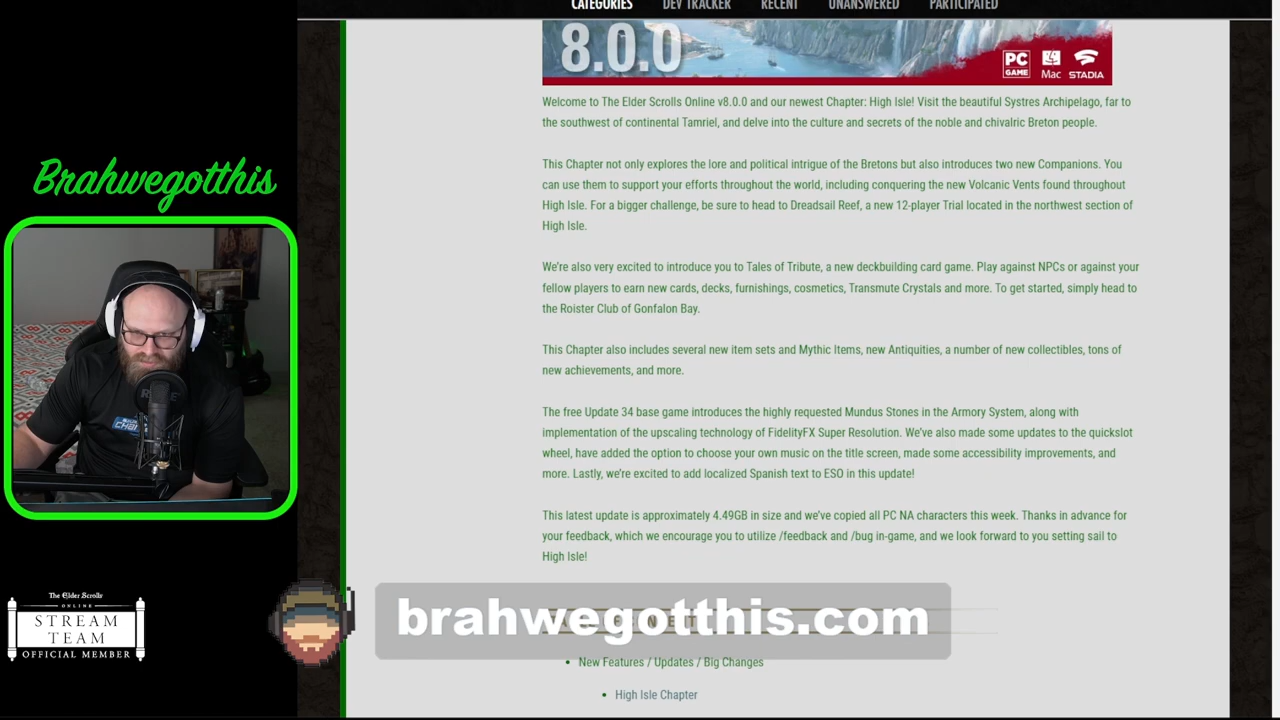 CATEGORIES DEV TRACKER RECENT UNANSWERED PARTICIPATED
8.0.0
PC GAME Mac STADIA
Welcome to The Elder Scrolls Online v8.0.0 and our newest Chapter: High Isle! Visit the beautiful Systres Archipelago, far to
the southwest of continental Tamriel, and delve into the culture and secrets of the noble and chivalric Breton people.
This Chapter not only explores the lore and political intrigue of the Bretons but also introduces two new Companions. You
can use them to support your efforts throughout the world, including conquering the new Volcanic Vents found throughout
High Isle. For a bigger challenge, be sure to head to Dreadsail Reef, a new 12-player Trial located in the northwest section of
High Isle.
We're also very excited to introduce you to Tales of Tribute, a new deckbuilding card game. Play against NPCs or against your
fellow players to earn new cards, decks, furnishings, cosmetics, Transmute Crystals and more. To get started, simply head to
the Roister Club of Gonfalon Bay.
This Chapter also includes several new item sets and Mythic Items, new Antiquities, a number of new collectibles, tons of
new achievements, and more.
The free Update 34 base game introduces the highly requested Mundus Stones in the Armory System, along with
implementation of the upscaling technology of FidelityFX Super Resolution. We've also made some updates to the quickslot
wheel, have added the option to choose your own music on the title screen, made some accessibility improvements, and
more. Lastly, we're excited to add localized Spanish text to ESO in this update!
This latest update is approximately 4.49GB in size and we've copied all PC NA characters this week. Thanks in advance for
your feedback, which we encourage you to utilize /feedback and /bug in-game, and we look forward to you setting sail to
High Isle!
brahwegotthis.com
• New Features / Updates / Big Changes
• High Isle Chapter
Brahwegotthis
The Elder Scrolls
ONLINE
STREAM
TEAM
OFFICIAL MEMBER